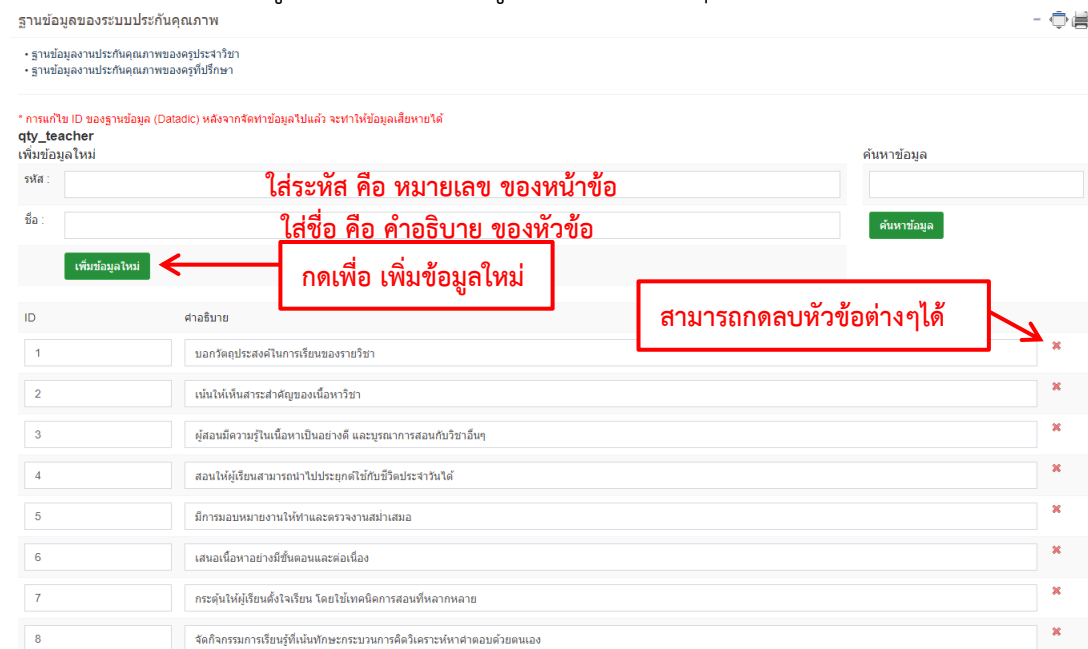 ฐานข้อมูลของระบบประกันคุณภาพ
• ฐานข้อมูลงานประกันคุณภาพของครูประจำวิชา
• ฐานข้อมูลงานประกันคุณภาพของครูที่ปรึกษา
* การแก้ไข ID ของฐานข้อมูล (Datadic) หลังจากจัดทำข้อมูลไปแล้ว จะทำให้ข้อมูลเสียหายได้
qty_teacher
เพิ่มข้อมูลใหม่
ค้นหาข้อมูล
รหัส :
ใส่ระหัส คือ หมายเลข ของหน้าข้อ
ชื่อ :
ใส่ชื่อ คือ คำอธิบาย ของหัวข้อ
ค้นหาข้อมูล
เพิ่มข้อมูลใหม่
กดเพื่อ เพิ่มข้อมูลใหม่
สามารถกดลบหัวข้อต่างๆได้
ID คำอธิบาย
1 บอกวัตถุประสงค์ในการเรียนของรายวิชา
2 เน้นให้เห็นสาระสำคัญของเนื้อหาวิชา
3 ผู้สอนมีความรู้ในเนื้อหาเป็นอย่างดี และบูรณาการสอนกับวิชาอื่นๆ
4 สอนให้ผู้เรียนสามารถนำไปประยุกต์ใช้กับชีวิตประจำวันได้
5 มีการมอบหมายงานให้ทำและตรวจงานสม่ำเสมอ
6 เสนอเนื้อหาอย่างมีขั้นตอนและต่อเนื่อง
7 กระตุ้นให้ผู้เรียนตั้งใจเรียน โดยใช้เทคนิคการสอนที่หลากหลาย
8 จัดกิจกรรมการเรียนรู้ที่เน้นทักษะกระบวนการคิดวิเคราะห์หาคำตอบด้วยตนเอง